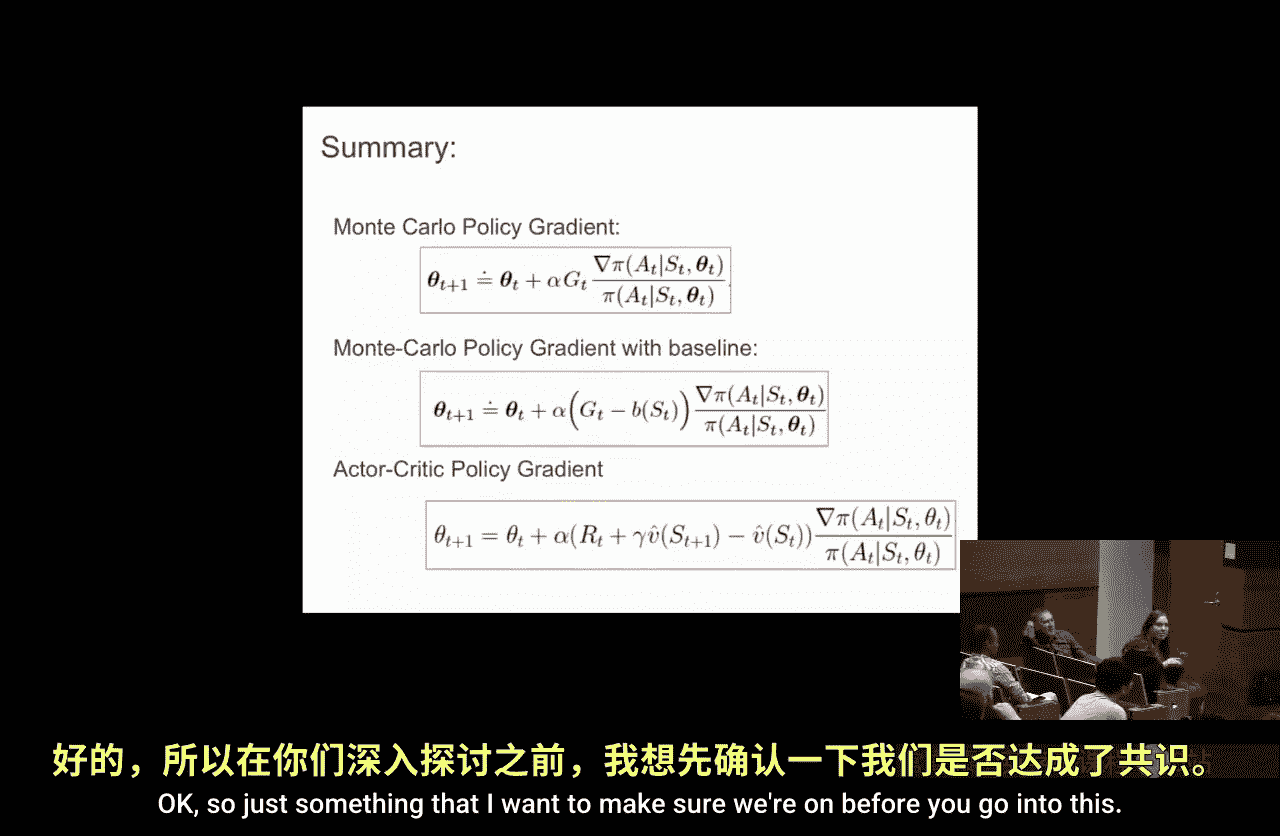 Summary:
Monte Carlo Policy Gradient:
θ_{t+1} ≐ θ_t + αG_t ∇π(A_t|S_t, θ_t) / π(A_t|S_t, θ_t)
Monte-Carlo Policy Gradient with baseline:
θ_{t+1} ≐ θ_t + α(G_t − b(S_t)) ∇π(A_t|S_t, θ_t) / π(A_t|S_t, θ_t)
Actor-Critic Policy Gradient
θ_{t+1} = θ_t + α(R_t + γv̂(S_{t+1}) − v̂(S_t)) ∇π(A_t|S_t, θ_t) / π(A_t|S_t, θ_t)
好的，所以在你们深入探讨之前，我想先确认一下我们是否达成了共识。
OK, so just something that I want to make sure we're on before you go into this.